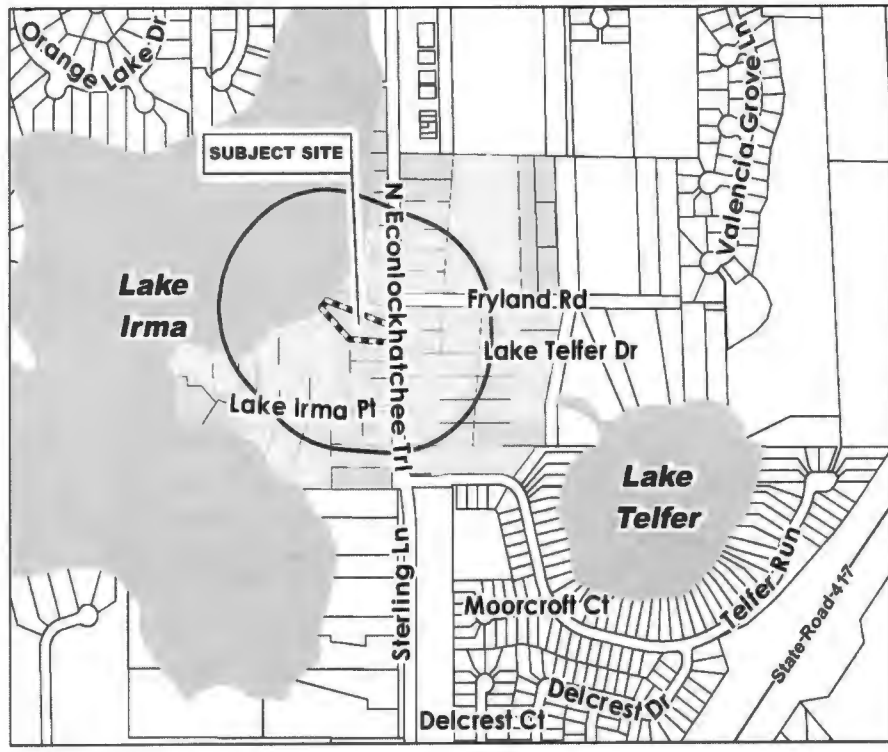 Orange Lake Dr
Valencia Grove Ln
SUBJECT SITE
N Econlockhatchee Trl
Lake
Irma
Fryland Rd
Lake Telfer Dr
Lake Irma Pt
Lake
Telfer
Sterling Ln
Moorcroft Ct
Telfer Run
State Road 417
Delcrest Dr
Delcrest Ct